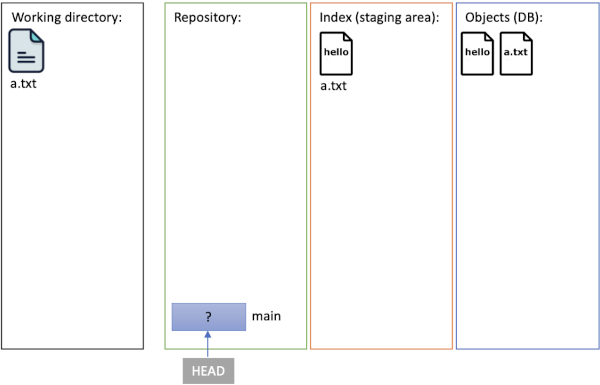 Working directory:
a.txt
Repository:
?
main
HEAD
Index (staging area):
hello
a.txt
Objects (DB):
hello
a.txt